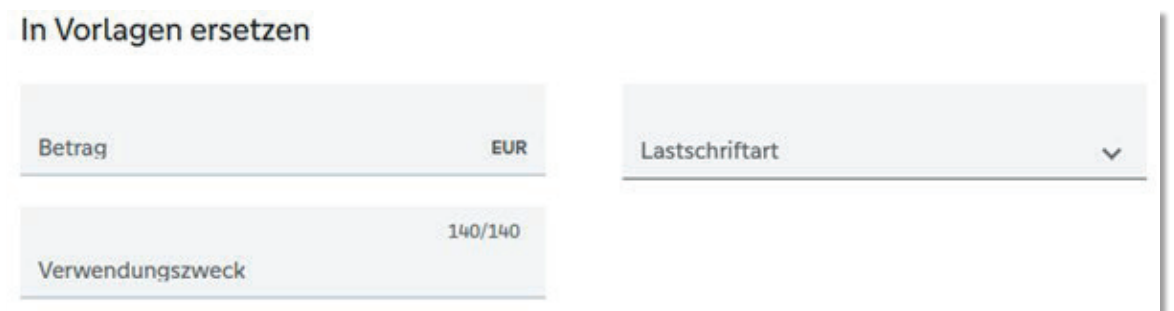 In Vorlagen ersetzen
Betrag EUR
Lastschriftart
140/140
Verwendungszweck